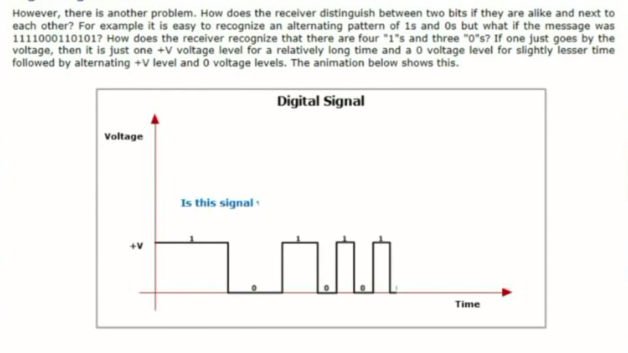 However, there is another problem. How does the receiver distinguish between two bits if they are alike and next to
each other? For example it is easy to recognize an alternating pattern of 1s and 0s but what if the message was
1111000110101? How does the receiver recognize that there are four "1"s and three "0"s? If one just goes by the
voltage, then it is just one +V voltage level for a relatively long time and a 0 voltage level for slightly lesser time
followed by alternating +V level and 0 voltage levels. The animation below shows this.
Digital Signal
Voltage
Is this signal
+V
1 1 1 1
0 0 0
Time